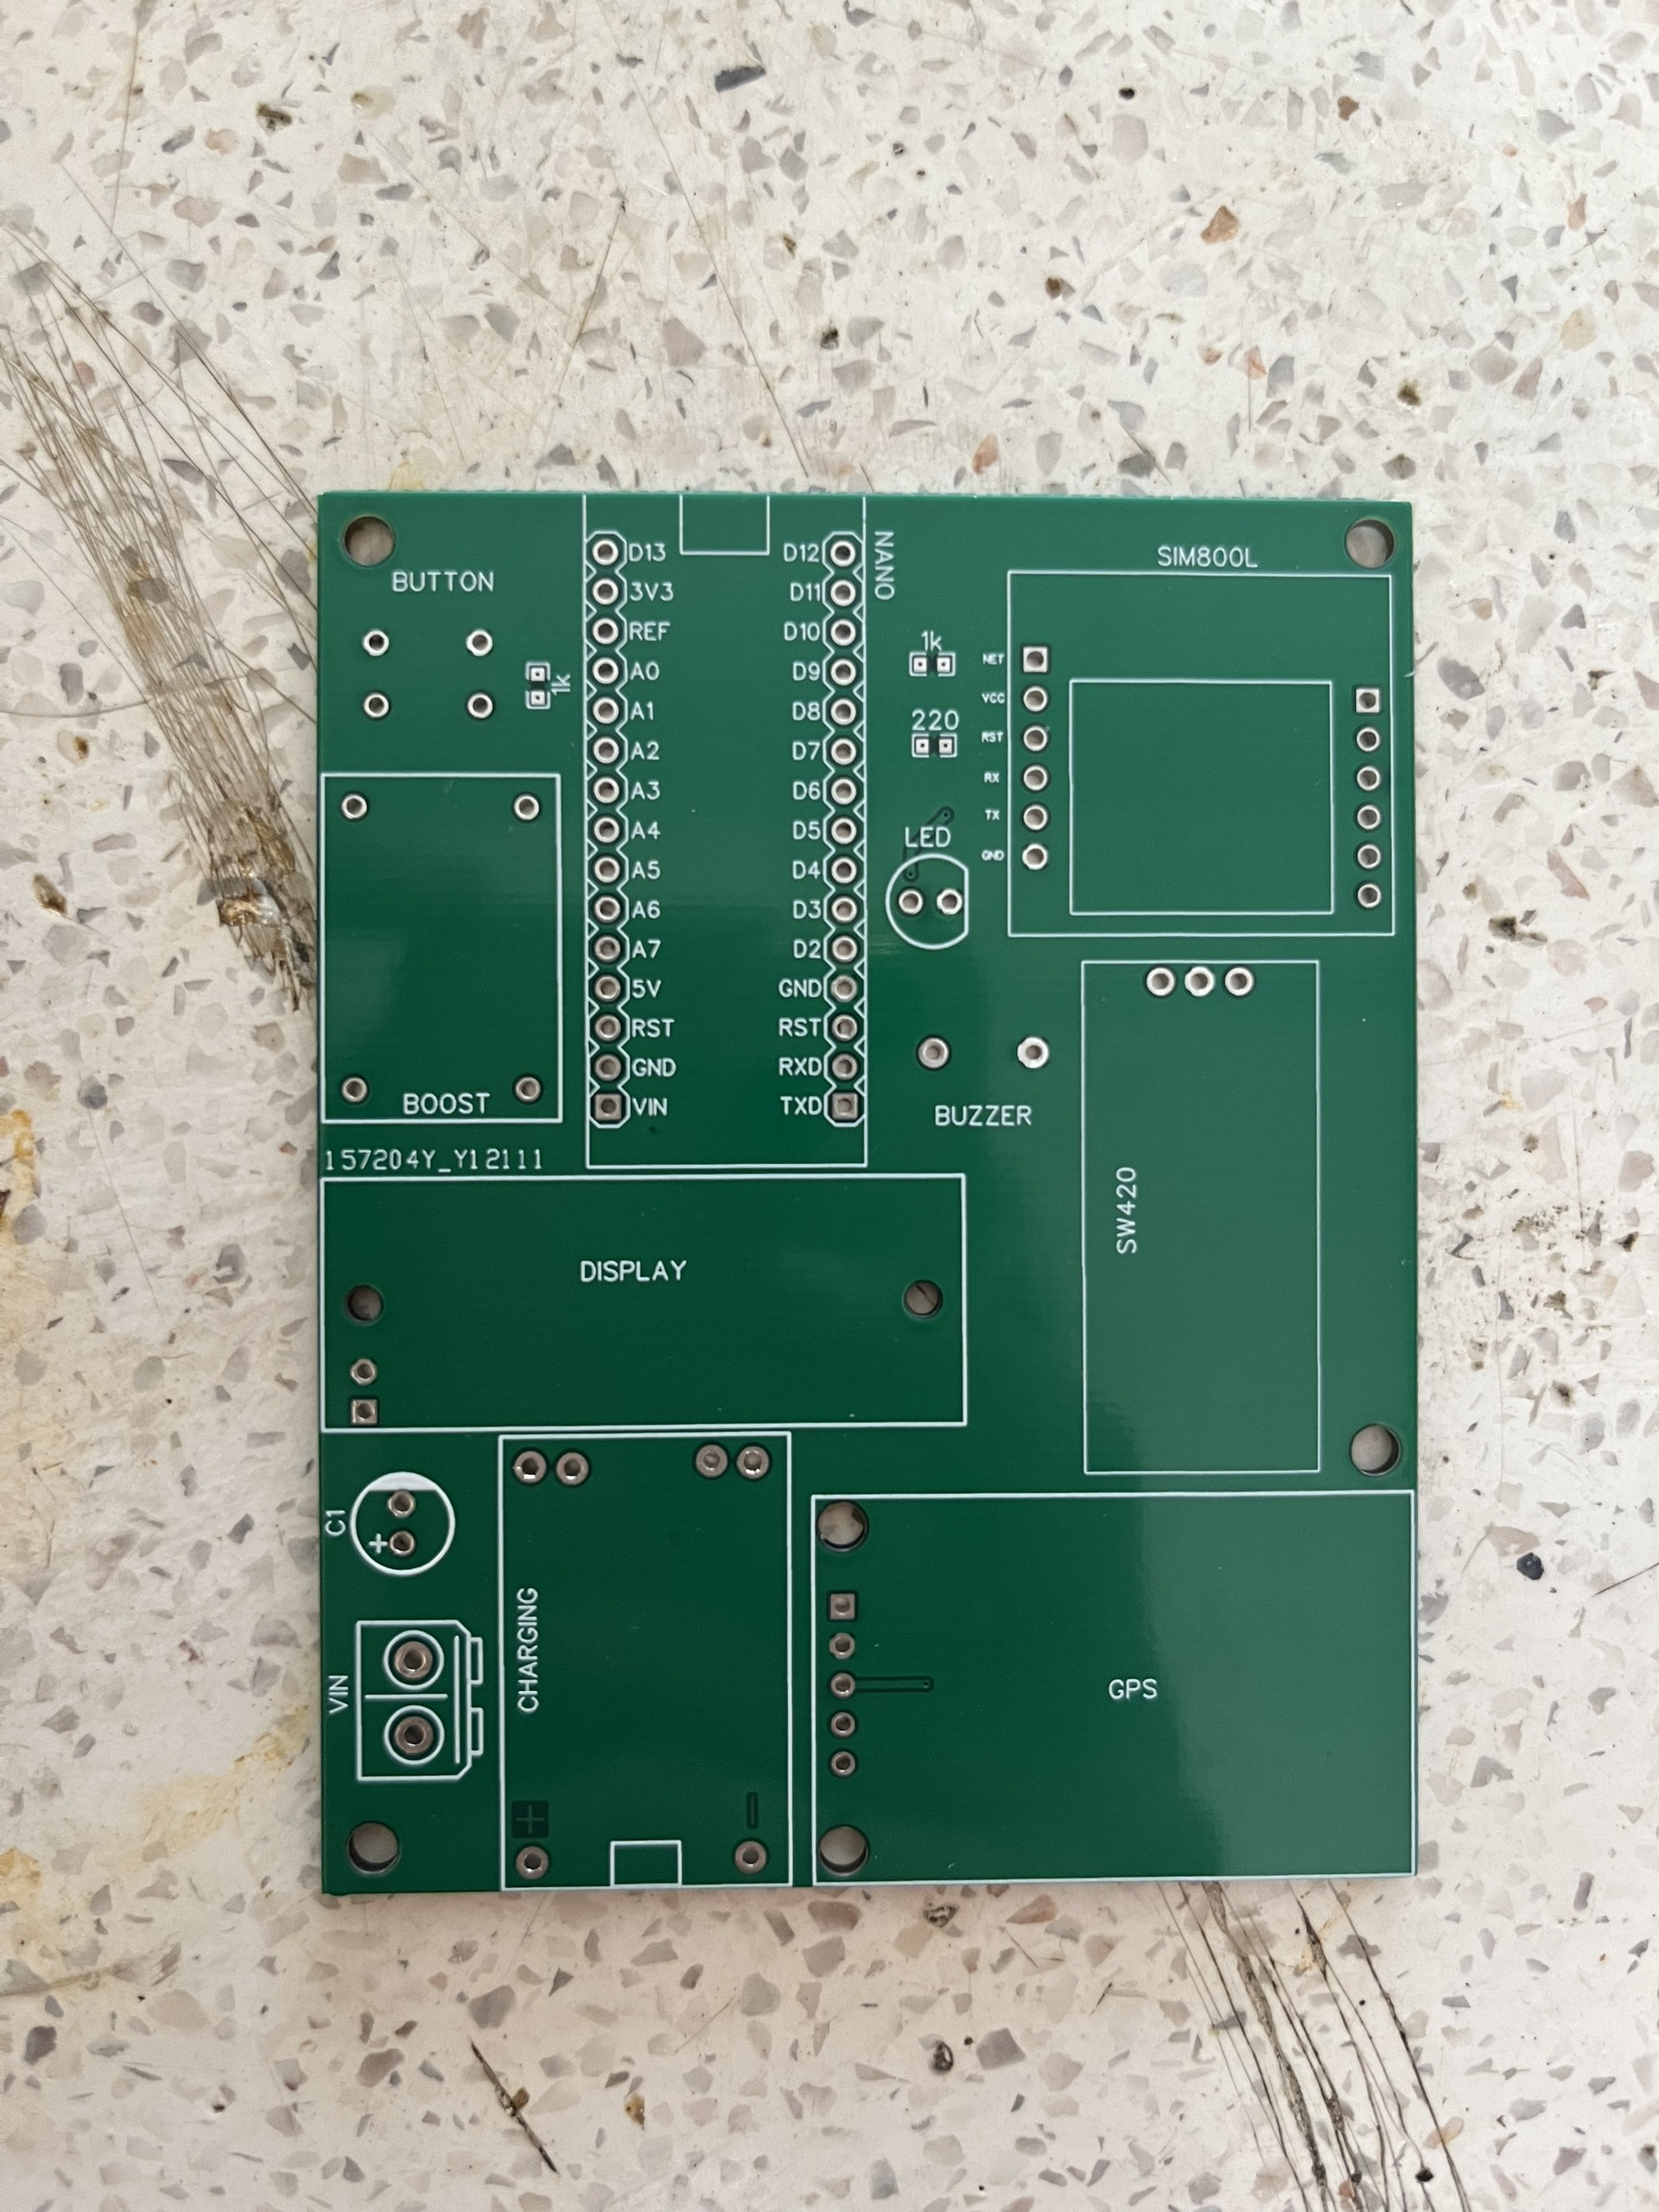 BUTTON
1k
D13
3V3
REF
A0
A1
A2
A3
A4
A5
A6
A7
5V
RST
GND
VIN
D12
D11
D10
D9
D8
D7
D6
D5
D4
D3
D2
GND
RST
RXD
TXD
NANO
1k
220
LED
SIM800L
NET
VCC
RST
RX
TX
GND
BOOST
BUZZER
157204Y_Y12111
SW420
DISPLAY
C1
+
VIN
CHARGING
+
-
GPS